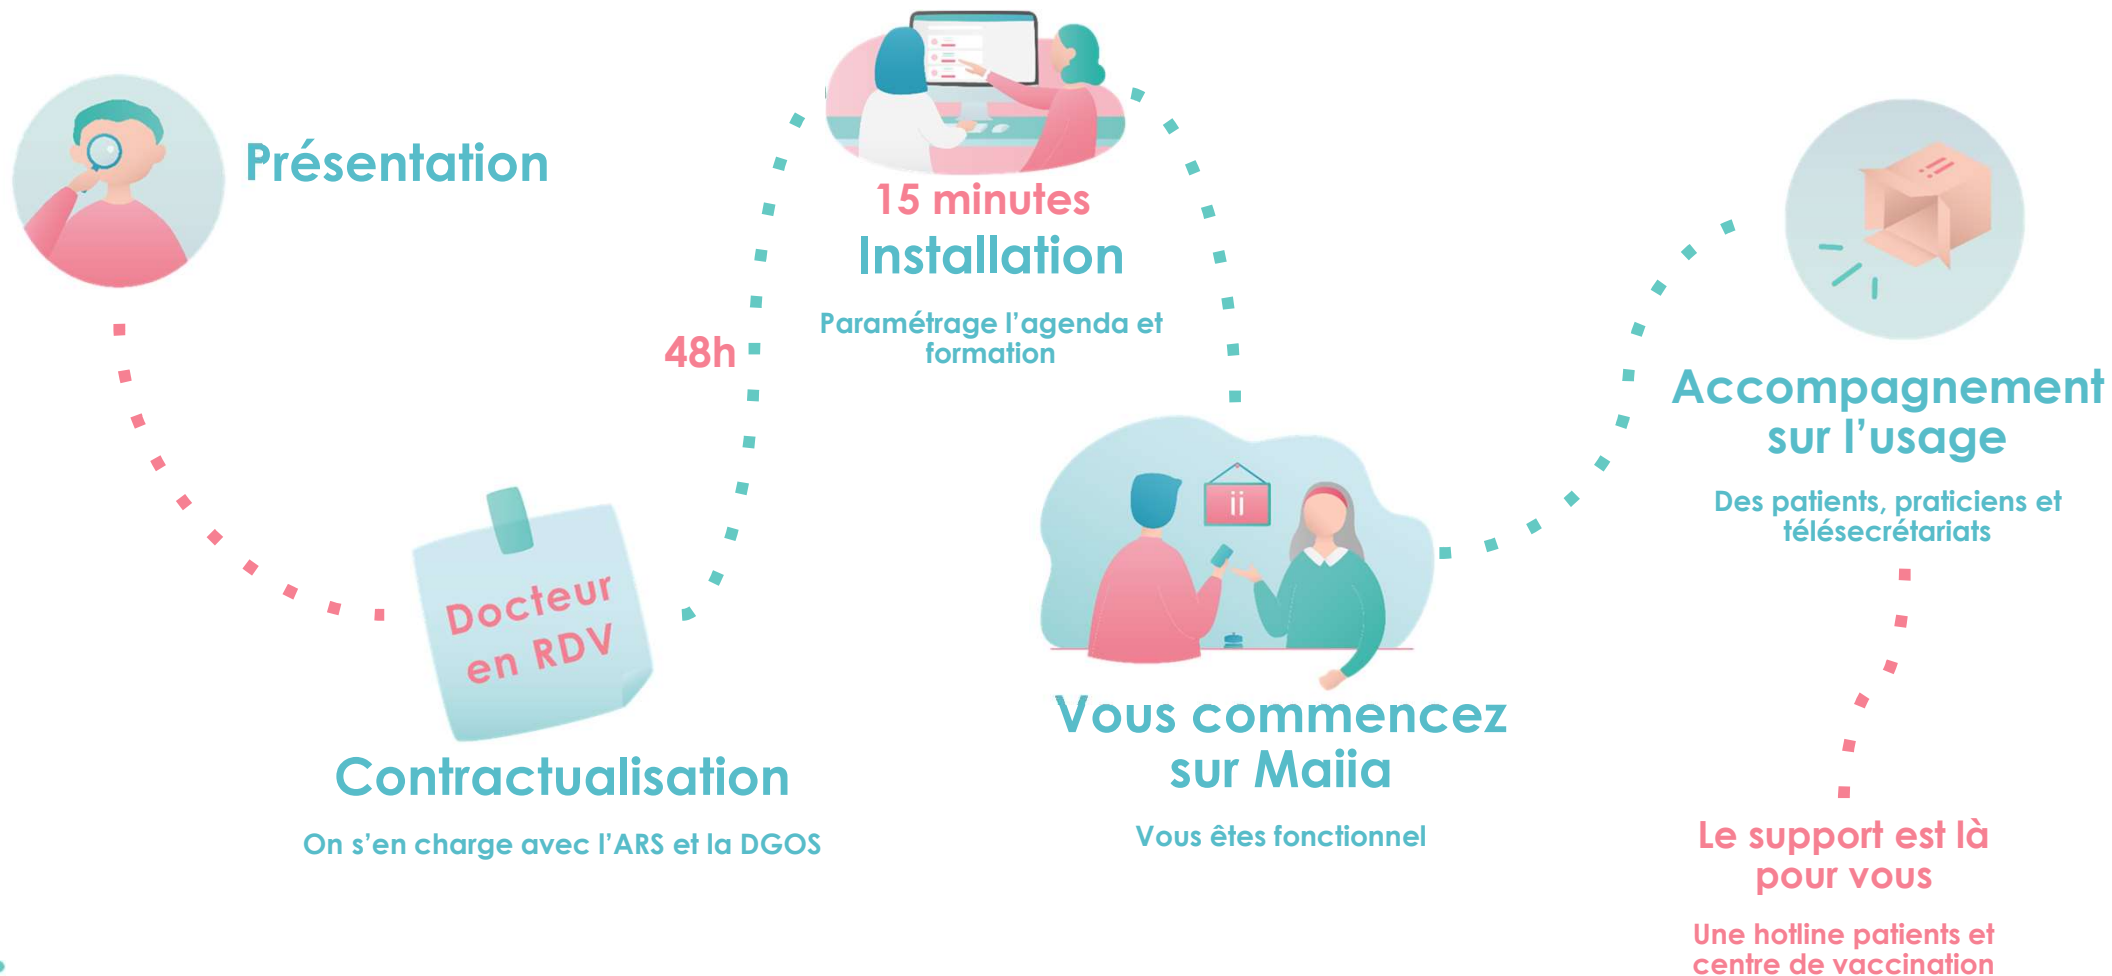 Présentation
Docteur
en RDV
Contractualisation
On s'en charge avec l'ARS et la DGOS
48h
15 minutes
Installation
Paramétrage l'agenda et
formation
ii
Vous commencez
sur Maiia
Vous êtes fonctionnel
ii
Accompagnement
sur l'usage
Des patients, praticiens et
télésecrétariats
Le support est là
pour vous
Une hotline patients et
centre de vaccination